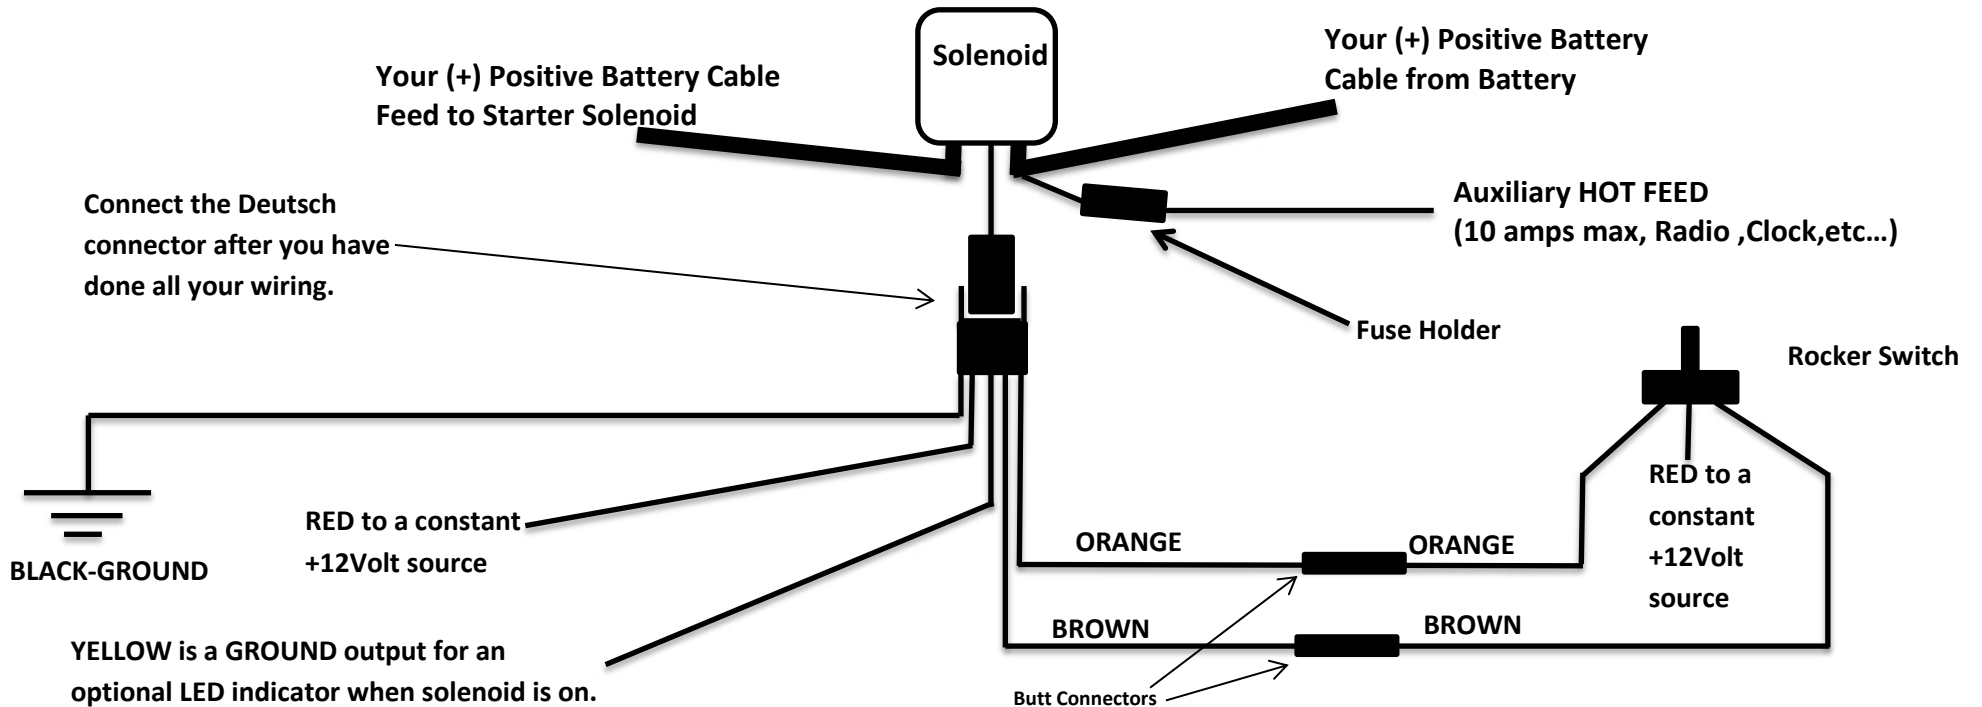 Solenoid
Your (+) Positive Battery Cable
Feed to Starter Solenoid
Your (+) Positive Battery
Cable from Battery
Connect the Deutsch
connector after you have
done all your wiring.
Auxiliary HOT FEED
(10 amps max, Radio ,Clock,etc...)
Fuse Holder
Rocker Switch
RED to a
constant
+12Volt
source
RED to a constant
+12Volt source
BLACK-GROUND
ORANGE
ORANGE
BROWN
BROWN
YELLOW is a GROUND output for an
optional LED indicator when solenoid is on.
Butt Connectors